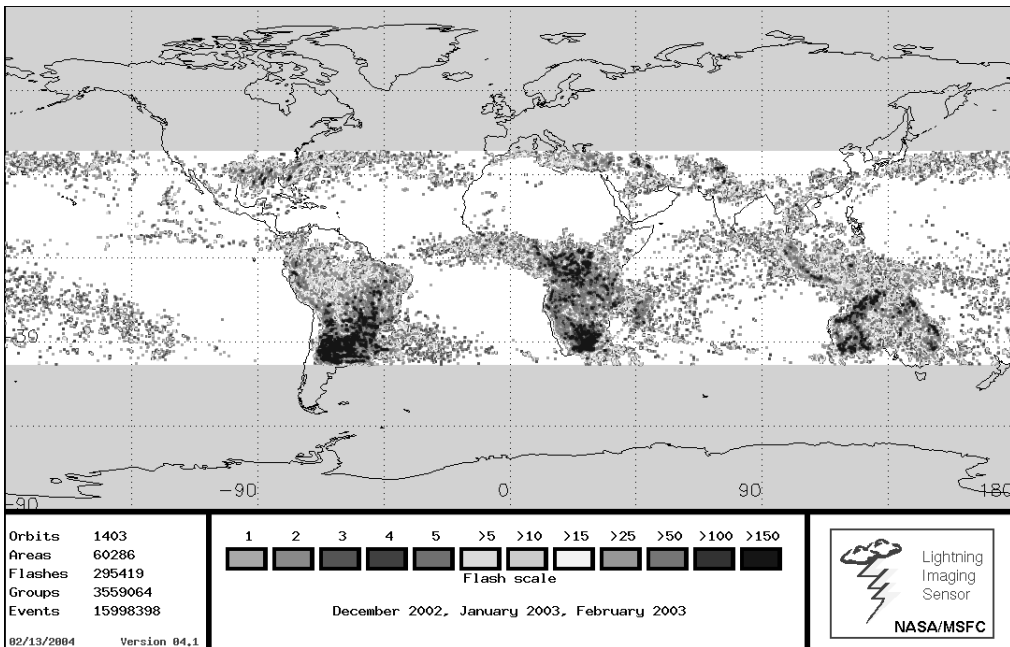 -30
-90
-90
0
90
180
Orbits 1403
Areas 60286
Flashes 295419
Groups 3559064
Events 15998398
02/13/2004 Version 04.1
1 2 3 4 5 >5 >10 >15 >25 >50 >100 >150
Flash scale
December 2002, January 2003, February 2003
Lightning
Imaging
Sensor
NASA/MSFC